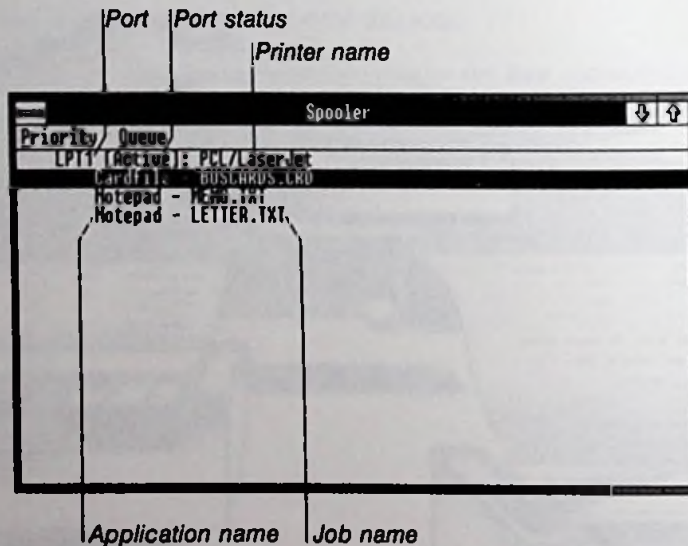 Port Port status
Printer name
Spooler
Priority Queue
LPT1 [Active]: PCL/LaserJet
Cardfile - BUSCARDS.CRD
Notepad - MEMO.TXT
Notepad - LETTER.TXT
Application name Job name